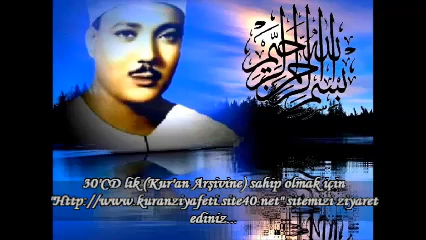 بسم الله الرحمن الرحيم
30'CD lik (Kur'an Arşivine) sahip olmak için
"Http://www.kuranziyafeti.site40.net" sitemizi ziyaret
ediniz...